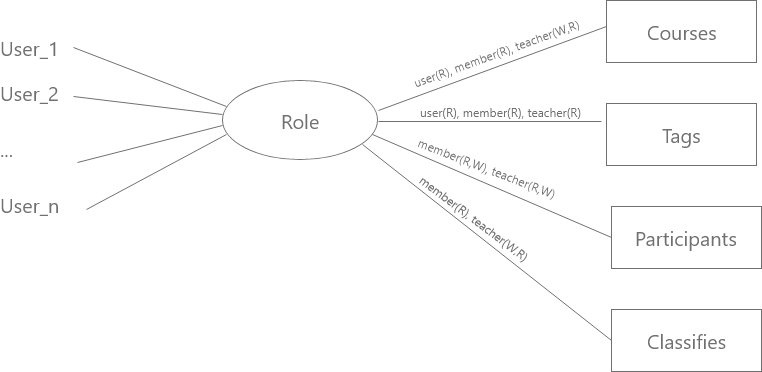 User_1
User_2
...
User_n
Role
user(R), member(R), teacher(W,R)
user(R), member(R), teacher(R)
member(R,W), teacher(R,W)
member(R), teacher(W,R)
Courses
Tags
Participants
Classifies